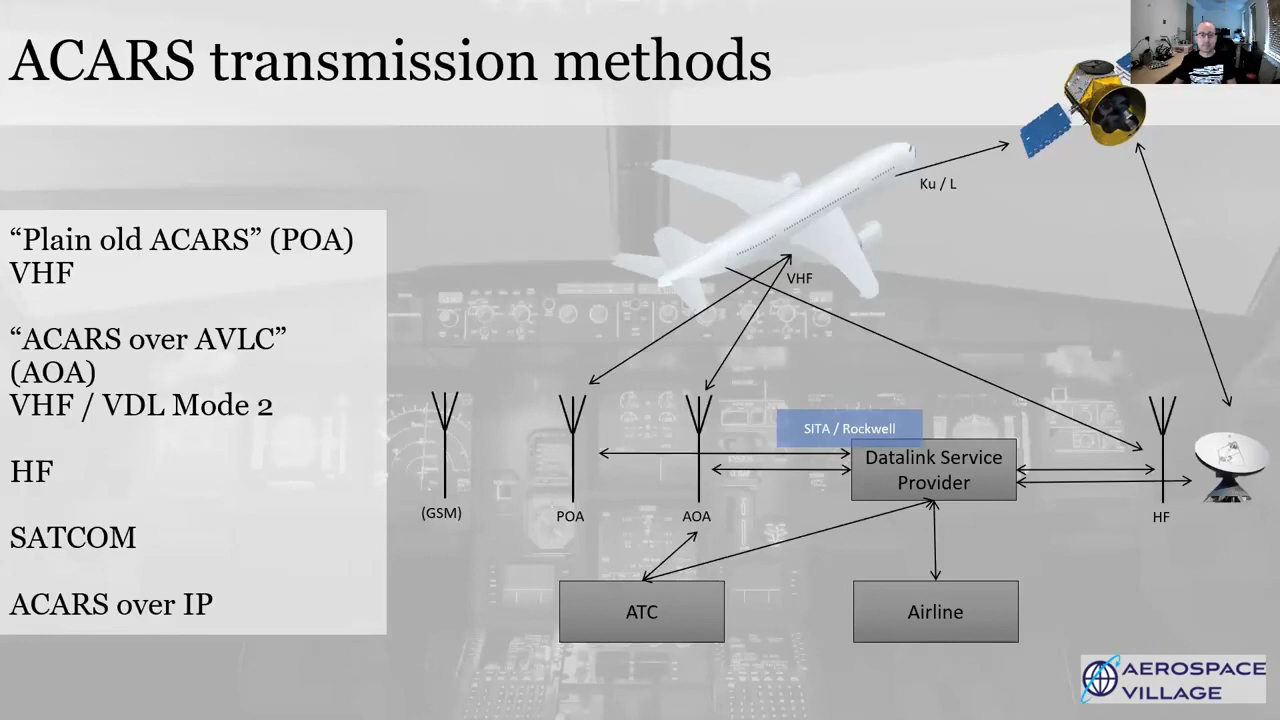 ACARS transmission methods
“Plain old ACARS” (POA)
VHF
“ACARS over AVLC”
(AOA)
VHF / VDL Mode 2
HF
SATCOM
ACARS over IP
Ku / L
VHF
SITA / Rockwell
Datalink Service
Provider
(GSM)
POA
AOA
HF
ATC
Airline
AEROSPACE
VILLAGE